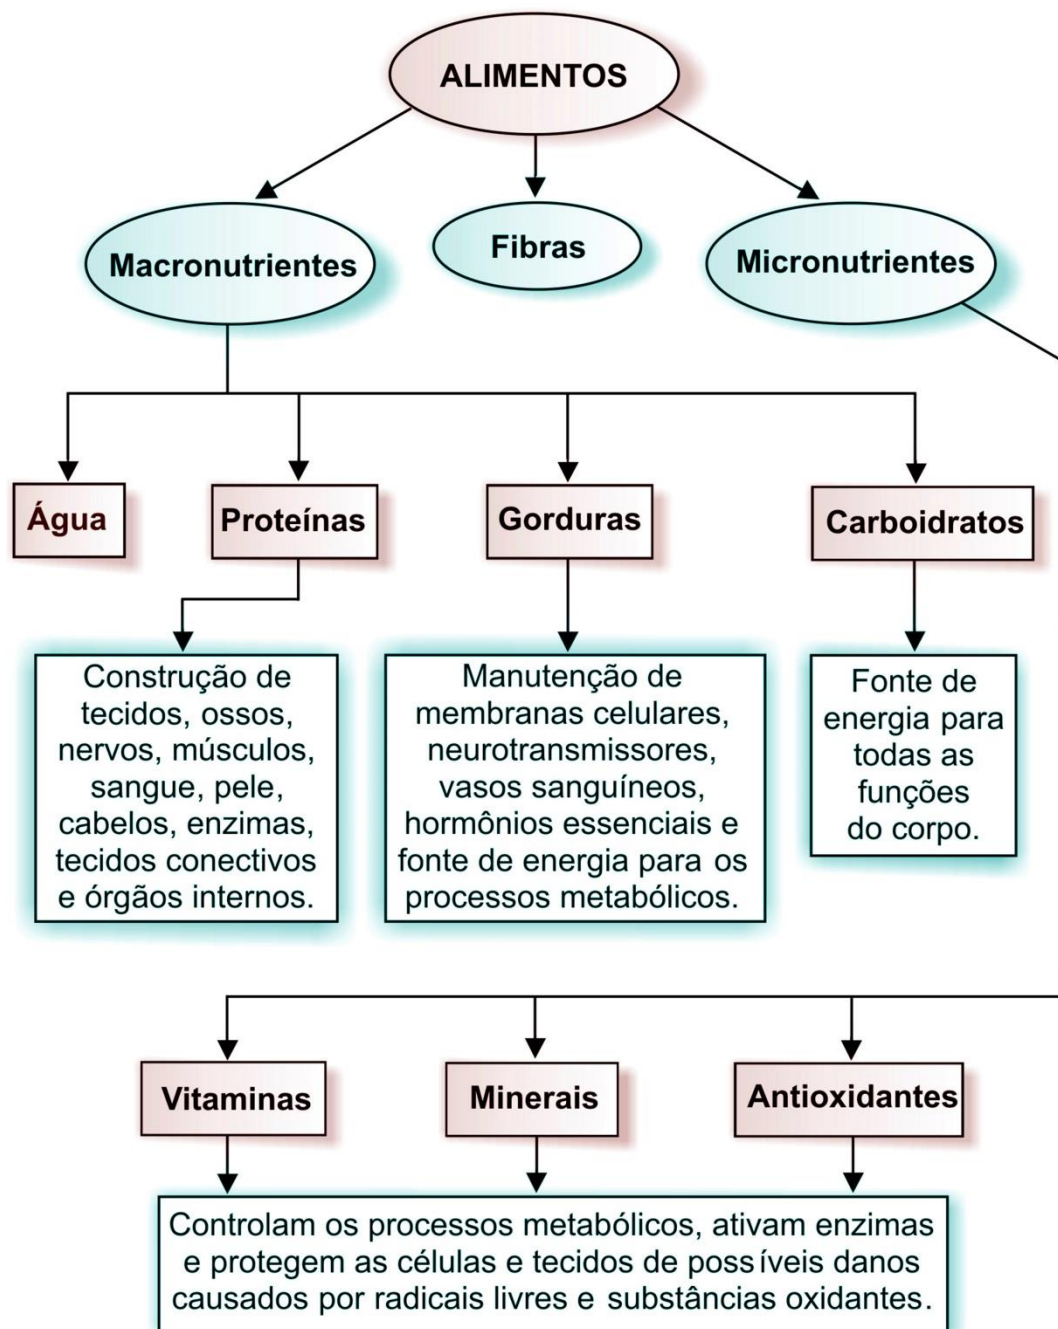 ALIMENTOS
Macronutrientes
Fibras
Micronutrientes
Água
Proteínas
Gorduras
Carboidratos
Construção de
tecidos, ossos,
nervos, músculos,
sangue, pele,
cabelos, enzimas,
tecidos conectivos
e órgãos internos.
Manutenção de
membranas celulares,
neurotransmissores,
vasos sanguíneos,
hormônios essenciais e
fonte de energia para os
processos metabólicos.
Fonte de
energia para
todas as
funções
do corpo.
Vitaminas
Minerais
Antioxidantes
Controlam os processos metabólicos, ativam enzimas
e protegem as células e tecidos de possíveis danos
causados por radicais livres e substâncias oxidantes.